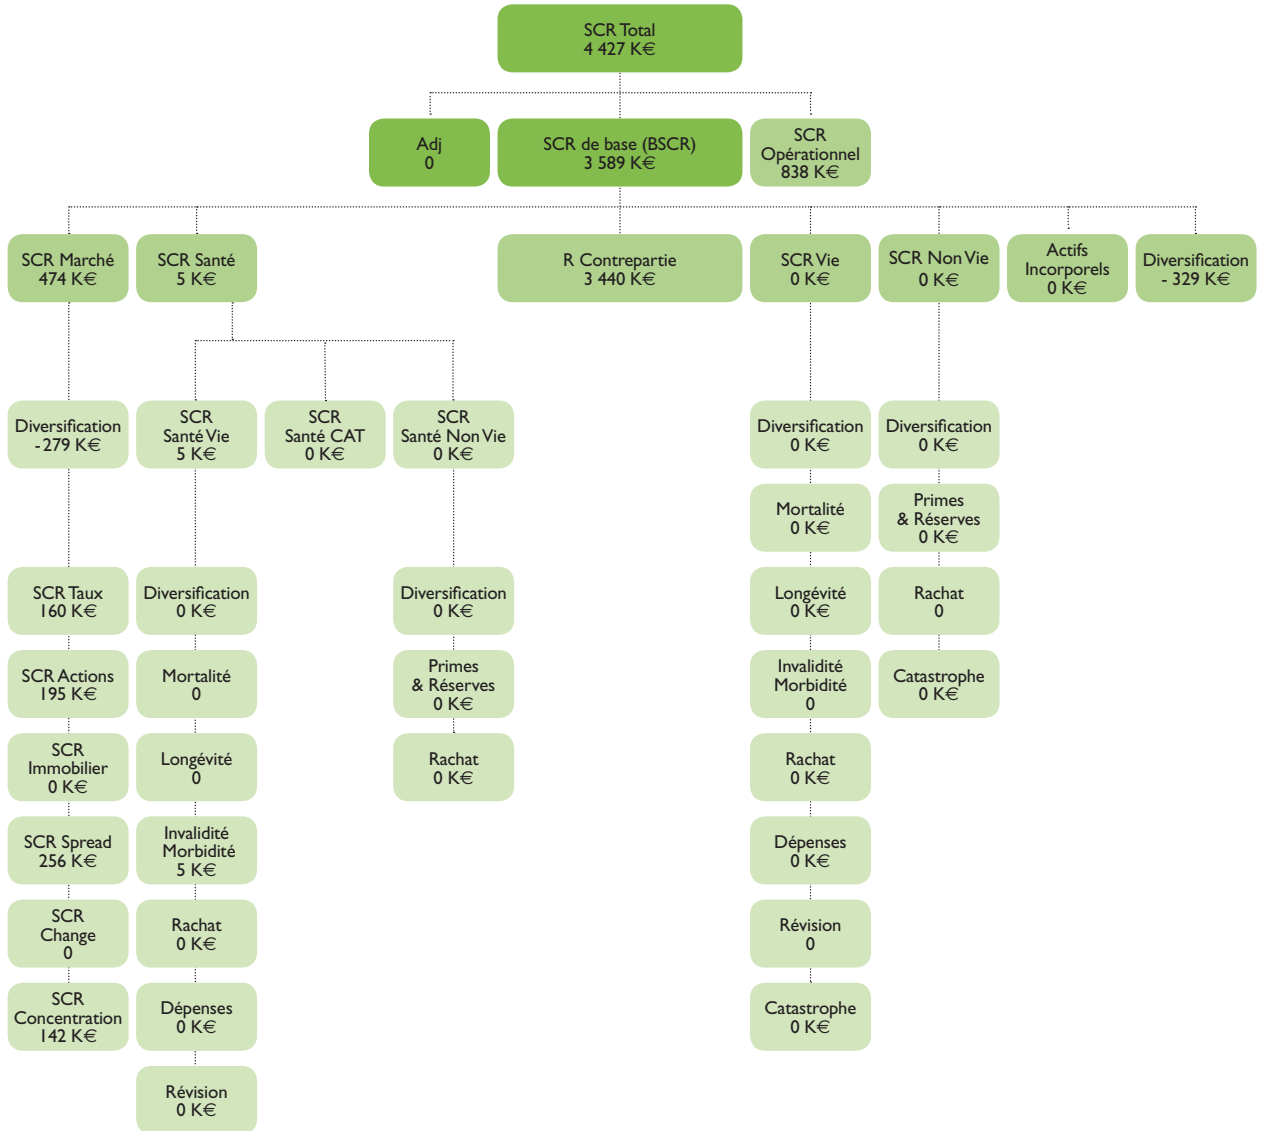 SCR Total
4 427 K€
Adj
0
SCR de base (BSCR)
3 589 K€
SCR
Opérationnel
838 K€
SCR Marché
474 K€
SCR Santé
5 K€
R Contrepartie
3 440 K€
SCR Vie
0 K€
SCR Non Vie
0 K€
Actifs
Incorporels
0 K€
Diversification
- 329 K€
Diversification
-279 K€
SCR
Santé Vie
5 K€
SCR
Santé CAT
0 K€
SCR
Santé Non Vie
0 K€
Diversification
0 K€
Diversification
0 K€
Mortalité
0 K€
Primes
& Réserves
0 K€
SCR Taux
160 K€
Diversification
0 K€
Diversification
0 K€
Longévité
0 K€
Rachat
0
SCR Actions
195 K€
Mortalité
0
Primes
& Réserves
0 K€
Invalidité
Morbidité
0
Catastrophe
0 K€
SCR
Immobilier
0 K€
Longévité
0
Rachat
0 K€
Rachat
0 K€
SCR Spread
256 K€
Invalidité
Morbidité
5 K€
Dépenses
0 K€
SCR
Change
0
Rachat
0 K€
Révision
0
SCR
Concentration
142 K€
Dépenses
0 K€
Catastrophe
0 K€
Révision
0 K€